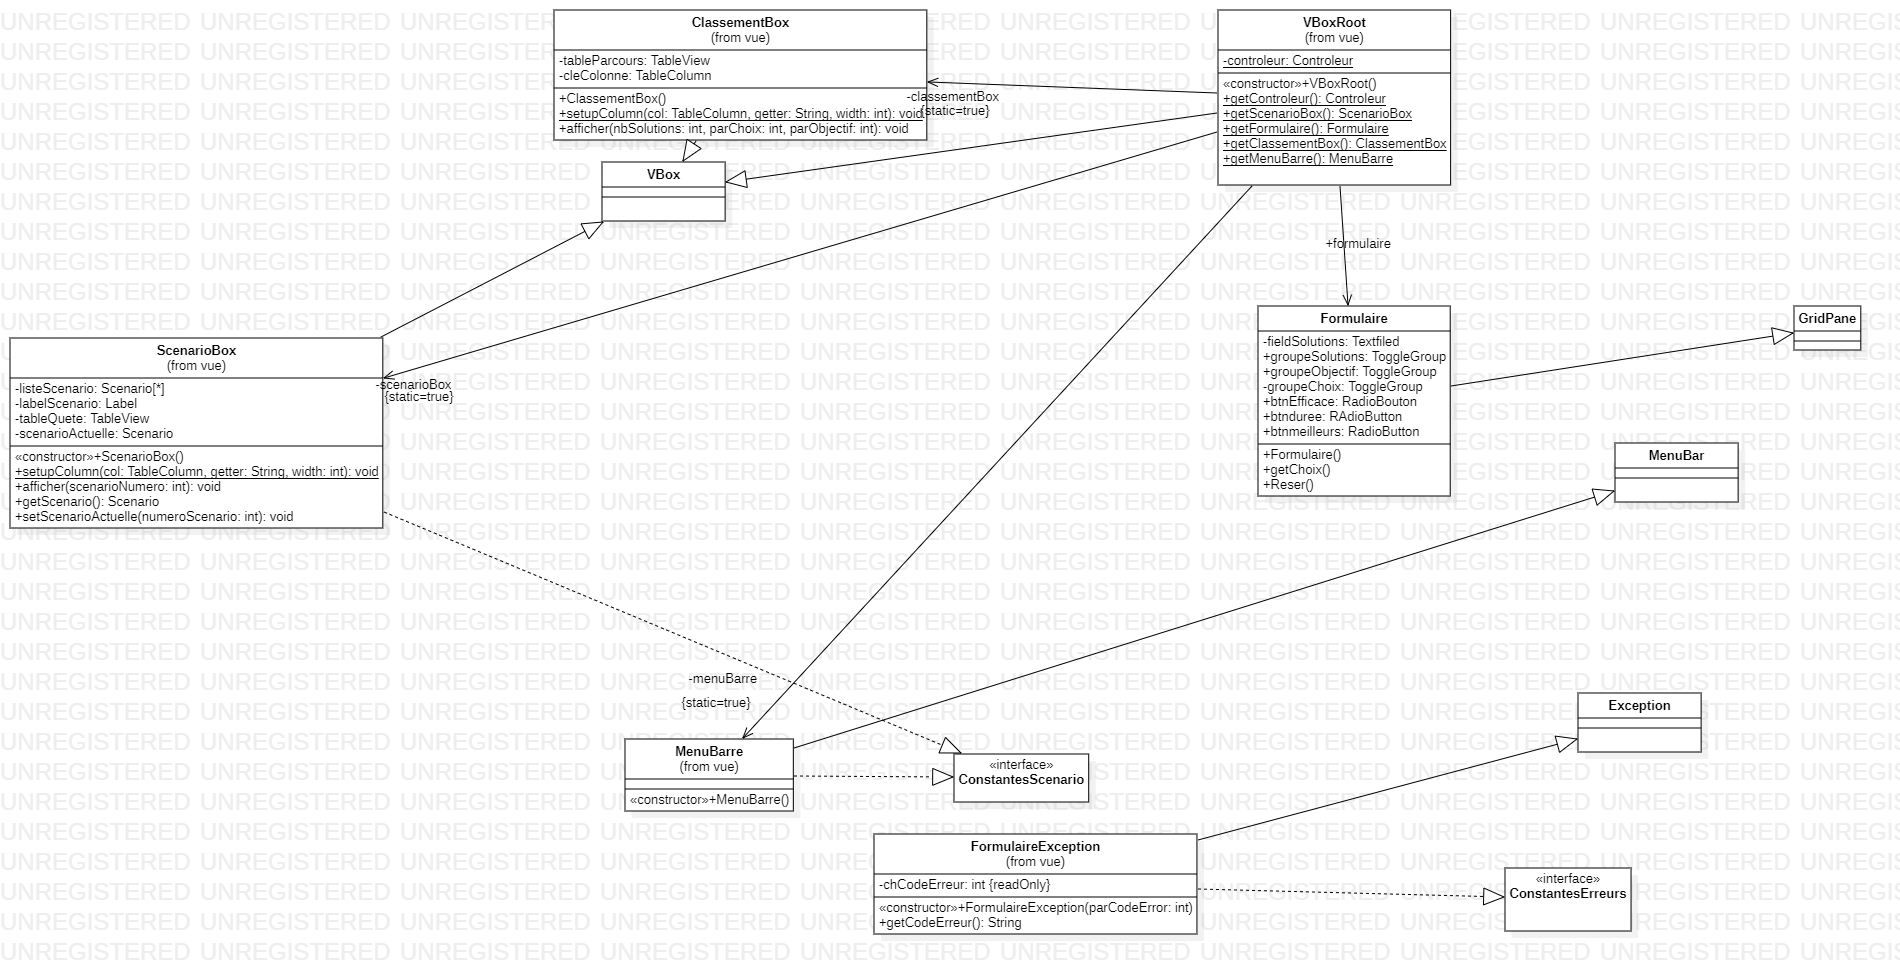 ClassementBox
(from vue)
-tableParcours: TableView
-cleColonne: TableColumn
+ClassementBox()
+setupColumn(col: TableColumn, getter: String, width: int): void
+afficher(nbSolutions: int, parChoix: int, parObjectif: int): void
-classementBox
{static=true}
VBoxRoot
(from vue)
-controleur: Controleur
«constructor»+VBoxRoot()
+getControleur(): Controleur
+getScenarioBox(): ScenarioBox
+getFormulaire(): Formulaire
+getClassementBox(): ClassementBox
+getMenuBarre(): MenuBarre
VBox
+formulaire
ScenarioBox
(from vue)
-listeScenario: Scenario[*]
-labelScenario: Label
-tableQuete: TableView
-scenarioActuelle: Scenario
«constructor»+ScenarioBox()
+setupColumn(col: TableColumn, getter: String, width: int): void
+afficher(scenarioNumero: int): void
+getScenario(): Scenario
+setScenarioActuelle(numeroScenario: int): void
-scenarioBox
{static=true}
Formulaire
-fieldSolutions: Textfiled
+groupeSolutions: ToggleGroup
+groupeObjectif: ToggleGroup
-groupeChoix: ToggleGroup
+btnEfficace: RadioBouton
+btnduree: RAdioButton
+btnmeilleurs: RadioButton
+Formulaire()
+getChoix()
+Reser()
GridPane
MenuBar
-menuBarre
{static=true}
MenuBarre
(from vue)
«constructor»+MenuBarre()
«interface»
ConstantesScenario
Exception
FormulaireException
(from vue)
-chCodeErreur: int {readOnly}
«constructor»+FormulaireException(parCodeError: int)
+getCodeErreur(): String
«interface»
ConstantesErreurs
UNREGISTERED